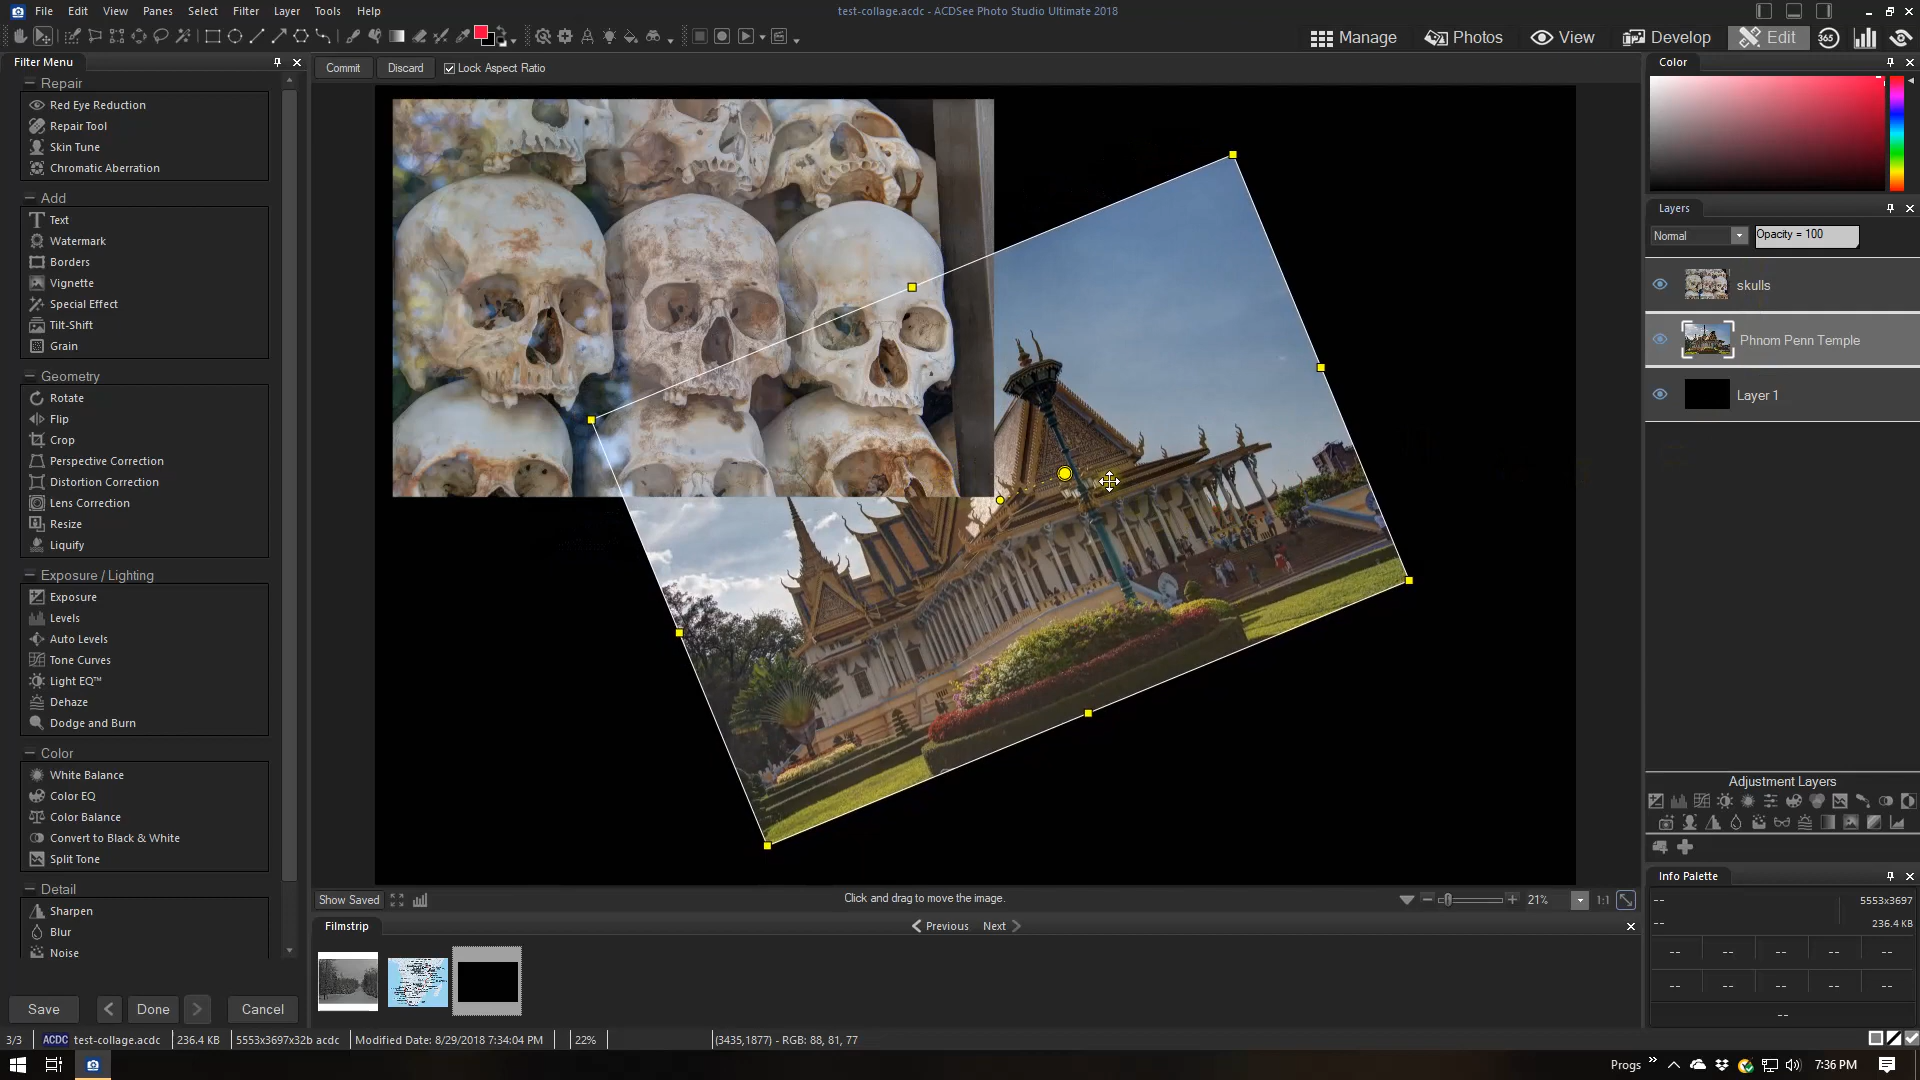 File Edit View Panes Select Filter Layer Tools Help
test-collage.acdc - ACDSee Photo Studio Ultimate 2018
Manage Photos View Develop Edit 365
Filter Menu
Repair
Red Eye Reduction
Repair Tool
Skin Tune
Chromatic Aberration
Add
Text
Watermark
Borders
Vignette
Special Effect
Tilt-Shift
Grain
Geometry
Rotate
Flip
Crop
Perspective Correction
Distortion Correction
Lens Correction
Resize
Liquify
Exposure / Lighting
Exposure
Levels
Auto Levels
Tone Curves
Light EQ™
Dehaze
Dodge and Burn
Color
White Balance
Color EQ
Color Balance
Convert to Black & White
Split Tone
Detail
Sharpen
Blur
Noise
Save Done Cancel
Commit Discard Lock Aspect Ratio
Show Saved
Click and drag to move the image.
21%
1:1
Filmstrip
Previous Next
Color
Layers
Normal Opacity = 100
skulls
Phnom Penn Temple
Layer 1
Adjustment Layers
Info Palette
-- 5553x3697
-- 236.4 KB
-- -- -- -- --
-- -- -- -- --
--
3/3 ACDC test-collage.acdc 236.4 KB 5553x3697x32b acdc Modified Date: 8/29/2018 7:34:04 PM 22% (3435,1877) - RGB: 88, 81, 77
Progs 7:36 PM